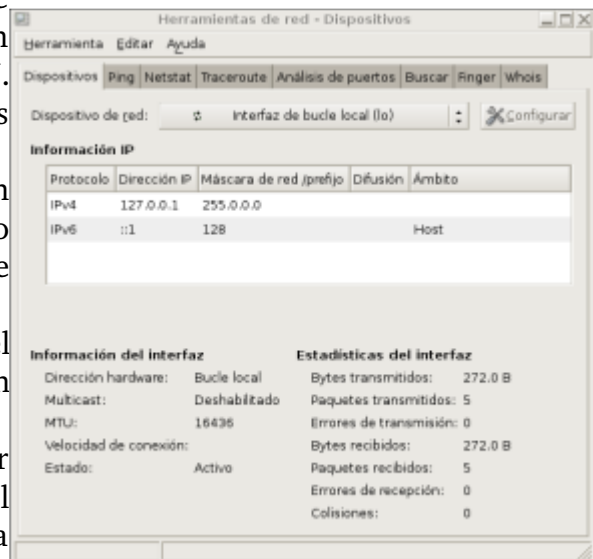 Herramientas de red - Dispositivos
Herramienta Editar Ayuda
Dispositivos Ping Netstat Traceroute Análisis de puertos Buscar Finger Whois
Dispositivo de red: Interfaz de bucle local (lo) Configurar
Información IP
Protocolo Dirección IP Máscara de red /prefijo Difusión Ámbito
IPv4 127.0.0.1 255.0.0.0
IPv6 ::1 128 Host
Información del interfaz
Dirección hardware: Bucle local
Multicast: Deshabilitado
MTU: 16436
Velocidad de conexión:
Estado: Activo
Estadísticas del interfaz
Bytes transmitidos: 272.0 B
Paquetes transmitidos: 5
Errores de transmisión: 0
Bytes recibidos: 272.0 B
Paquetes recibidos: 5
Errores de recepción: 0
Colisiones: 0